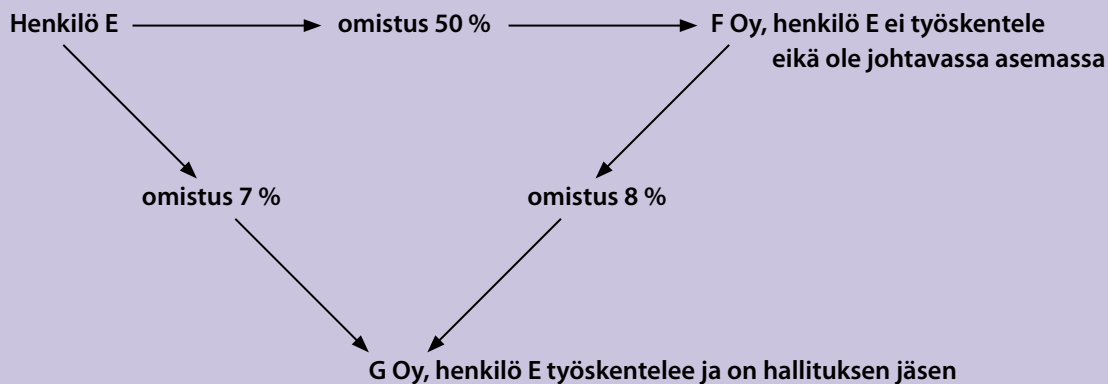 Henkilö E omistus 50 % F Oy, henkilö E ei työskentele
eikä ole johtavassa asemassa
omistus 7 % omistus 8 %
G Oy, henkilö E työskentelee ja on hallituksen jäsen